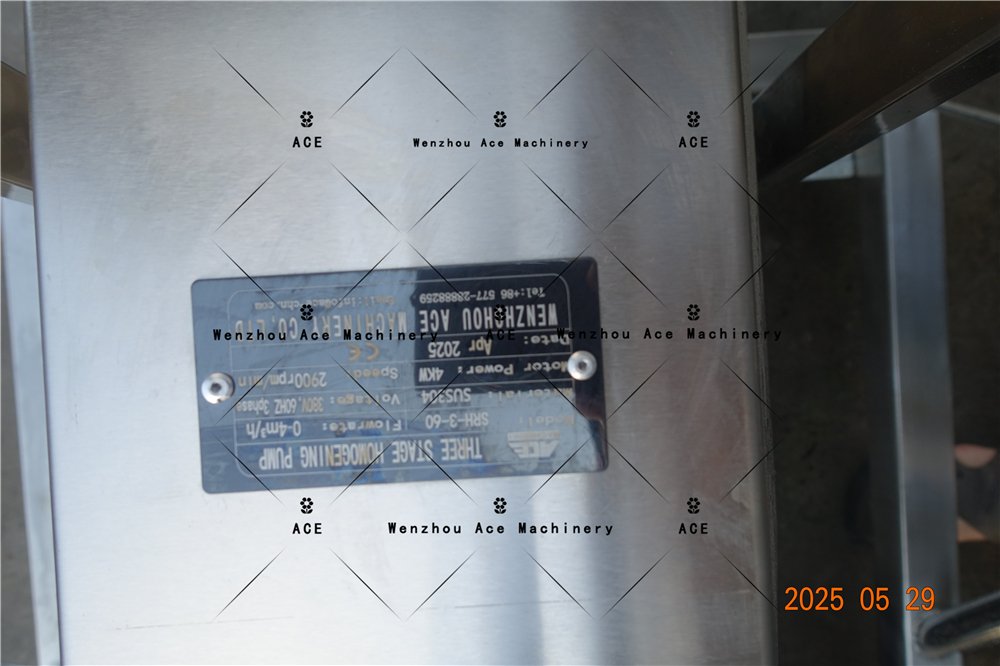 ACE
Wenzhou Ace Machinery
ACE
Wenzhou Ace Machinery
ACE
Wenzhou Ace Machinery
ACE
Wenzhou Ace Machinery
ACE
ACE
THREE STAGE HOMOGENING PUMP
Model: SRH-3-60 Flowrate: 0-4m³/h
Material: SUS304 Voltage: 380V,60HZ 3phase
Motor Power: 4KW Speed 2900rpm/min
Date: Apr 2025 CE
WENZHOHOU ACE MACHINERY CO.,LTD
Tel:+86 577-28888259
2025 05 29